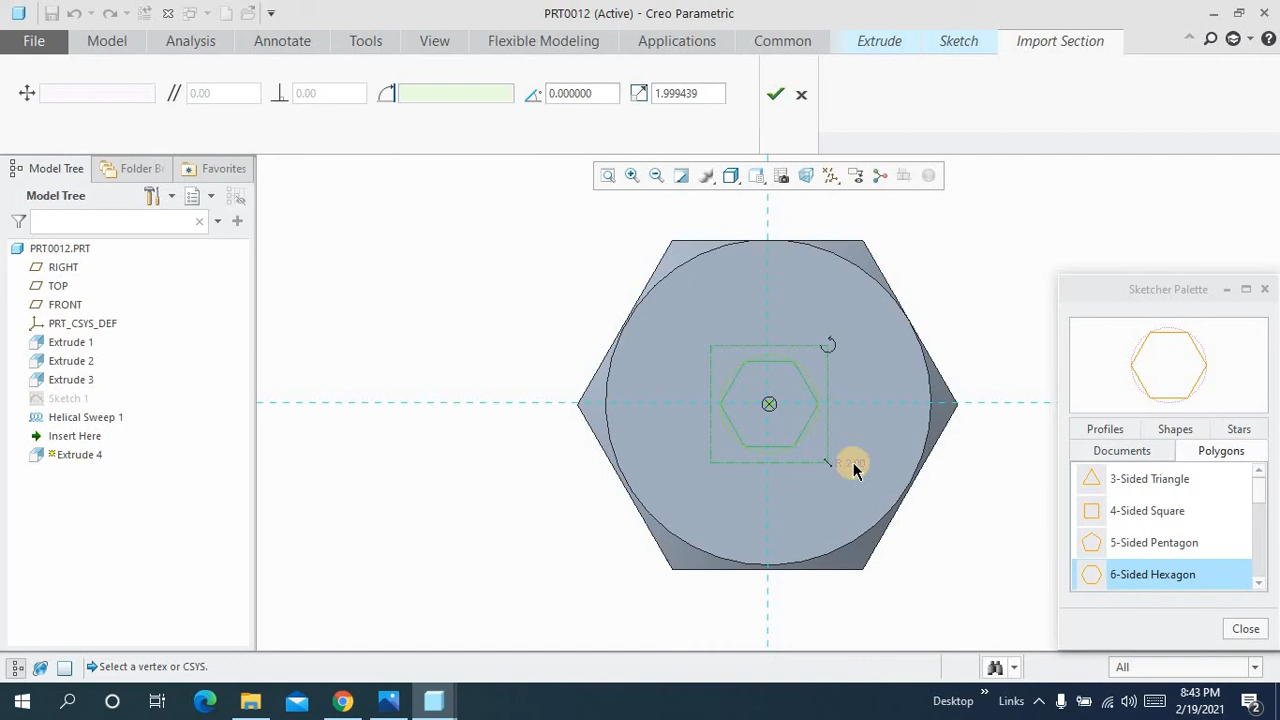 PRT0012 (Active) - Creo Parametric
File Model Analysis Annotate Tools View Flexible Modeling Applications Common Extrude Sketch Import Section
0.00 0.00 0.000000 1.999439
Model Tree Folder Br Favorites
Model Tree
PRT0012.PRT
RIGHT
TOP
FRONT
PRT_CSYS_DEF
Extrude 1
Extrude 2
Extrude 3
Sketch 1
Helical Sweep 1
Insert Here
Extrude 4
Sketcher Palette
Profiles Shapes Stars
Documents Polygons
3-Sided Triangle
4-Sided Square
5-Sided Pentagon
6-Sided Hexagon
Close
Select a vertex or CSYS.
All
Desktop
Links
8:43 PM
2/19/2021
2